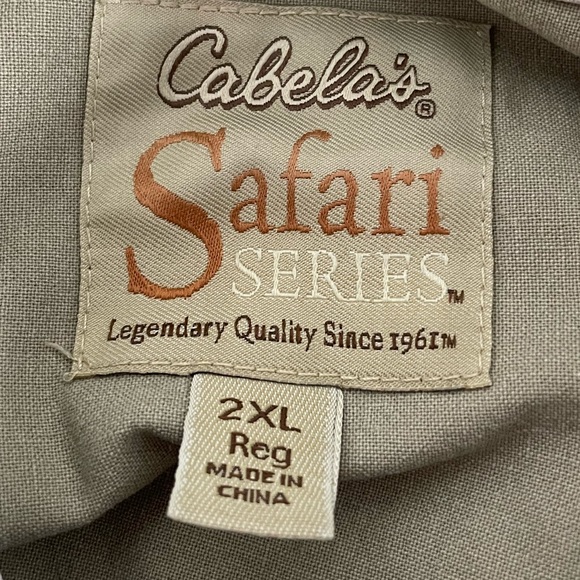 Cabela's®
Safari
SERIES™
Legendary Quality Since 1961™
2XL
Reg
MADE IN
CHINA